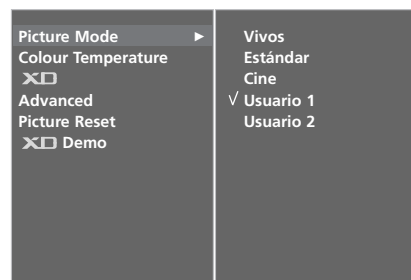 Picture Mode ►
Colour Temperature
XD
Advanced
Picture Reset
XD Demo
Vivos
Estándar
Cine
√ Usuario 1
Usuario 2